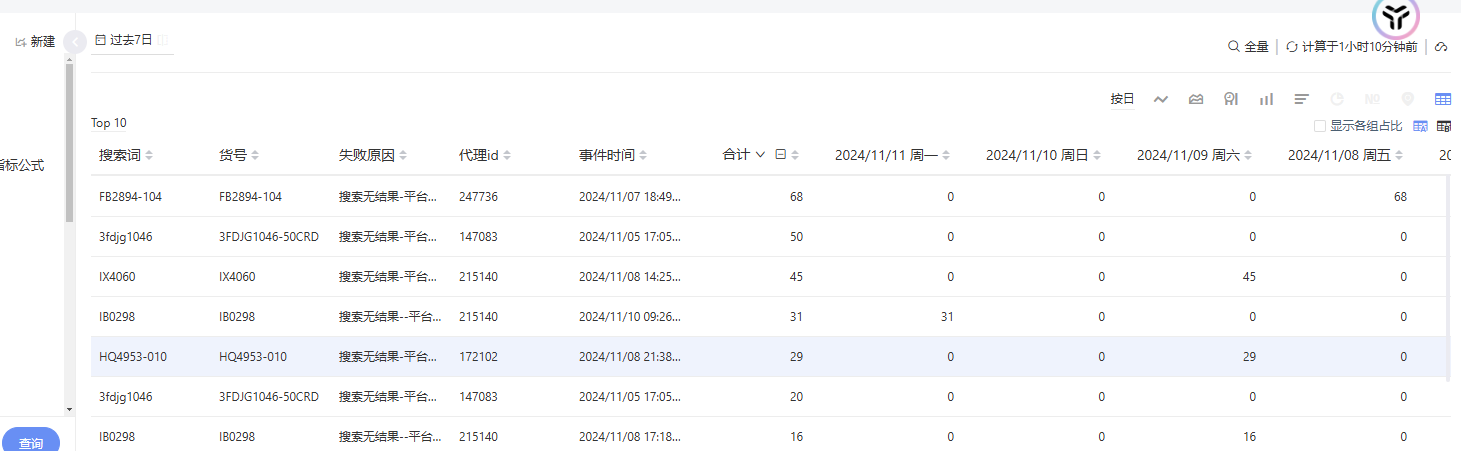 新建
过去7日
全量
计算于1小时10分钟前
按日
Top 10
显示各组占比
指标公式
搜索词 货号 失败原因 代理id 事件时间 合计 2024/11/11 周一 2024/11/10 周日 2024/11/09 周六 2024/11/08 周五 20
FB2894-104 FB2894-104 搜索无结果-平台... 247736 2024/11/07 18:49... 68 0 0 0 68
3fdjg1046 3FDJG1046-50CRD 搜索无结果-平台... 147083 2024/11/05 17:05... 50 0 0 0 0
IX4060 IX4060 搜索无结果-平台... 215140 2024/11/08 14:25... 45 0 0 45 0
IB0298 IB0298 搜索无结果--平台... 215140 2024/11/10 09:26... 31 31 0 0 0
HQ4953-010 HQ4953-010 搜索无结果-平台... 172102 2024/11/08 21:38... 29 0 0 29 0
3fdjg1046 3FDJG1046-50CRD 搜索无结果-平台... 147083 2024/11/05 17:05... 20 0 0 0 0
IB0298 IB0298 搜索无结果--平台... 215140 2024/11/08 17:18... 16 0 0 16 0
查询